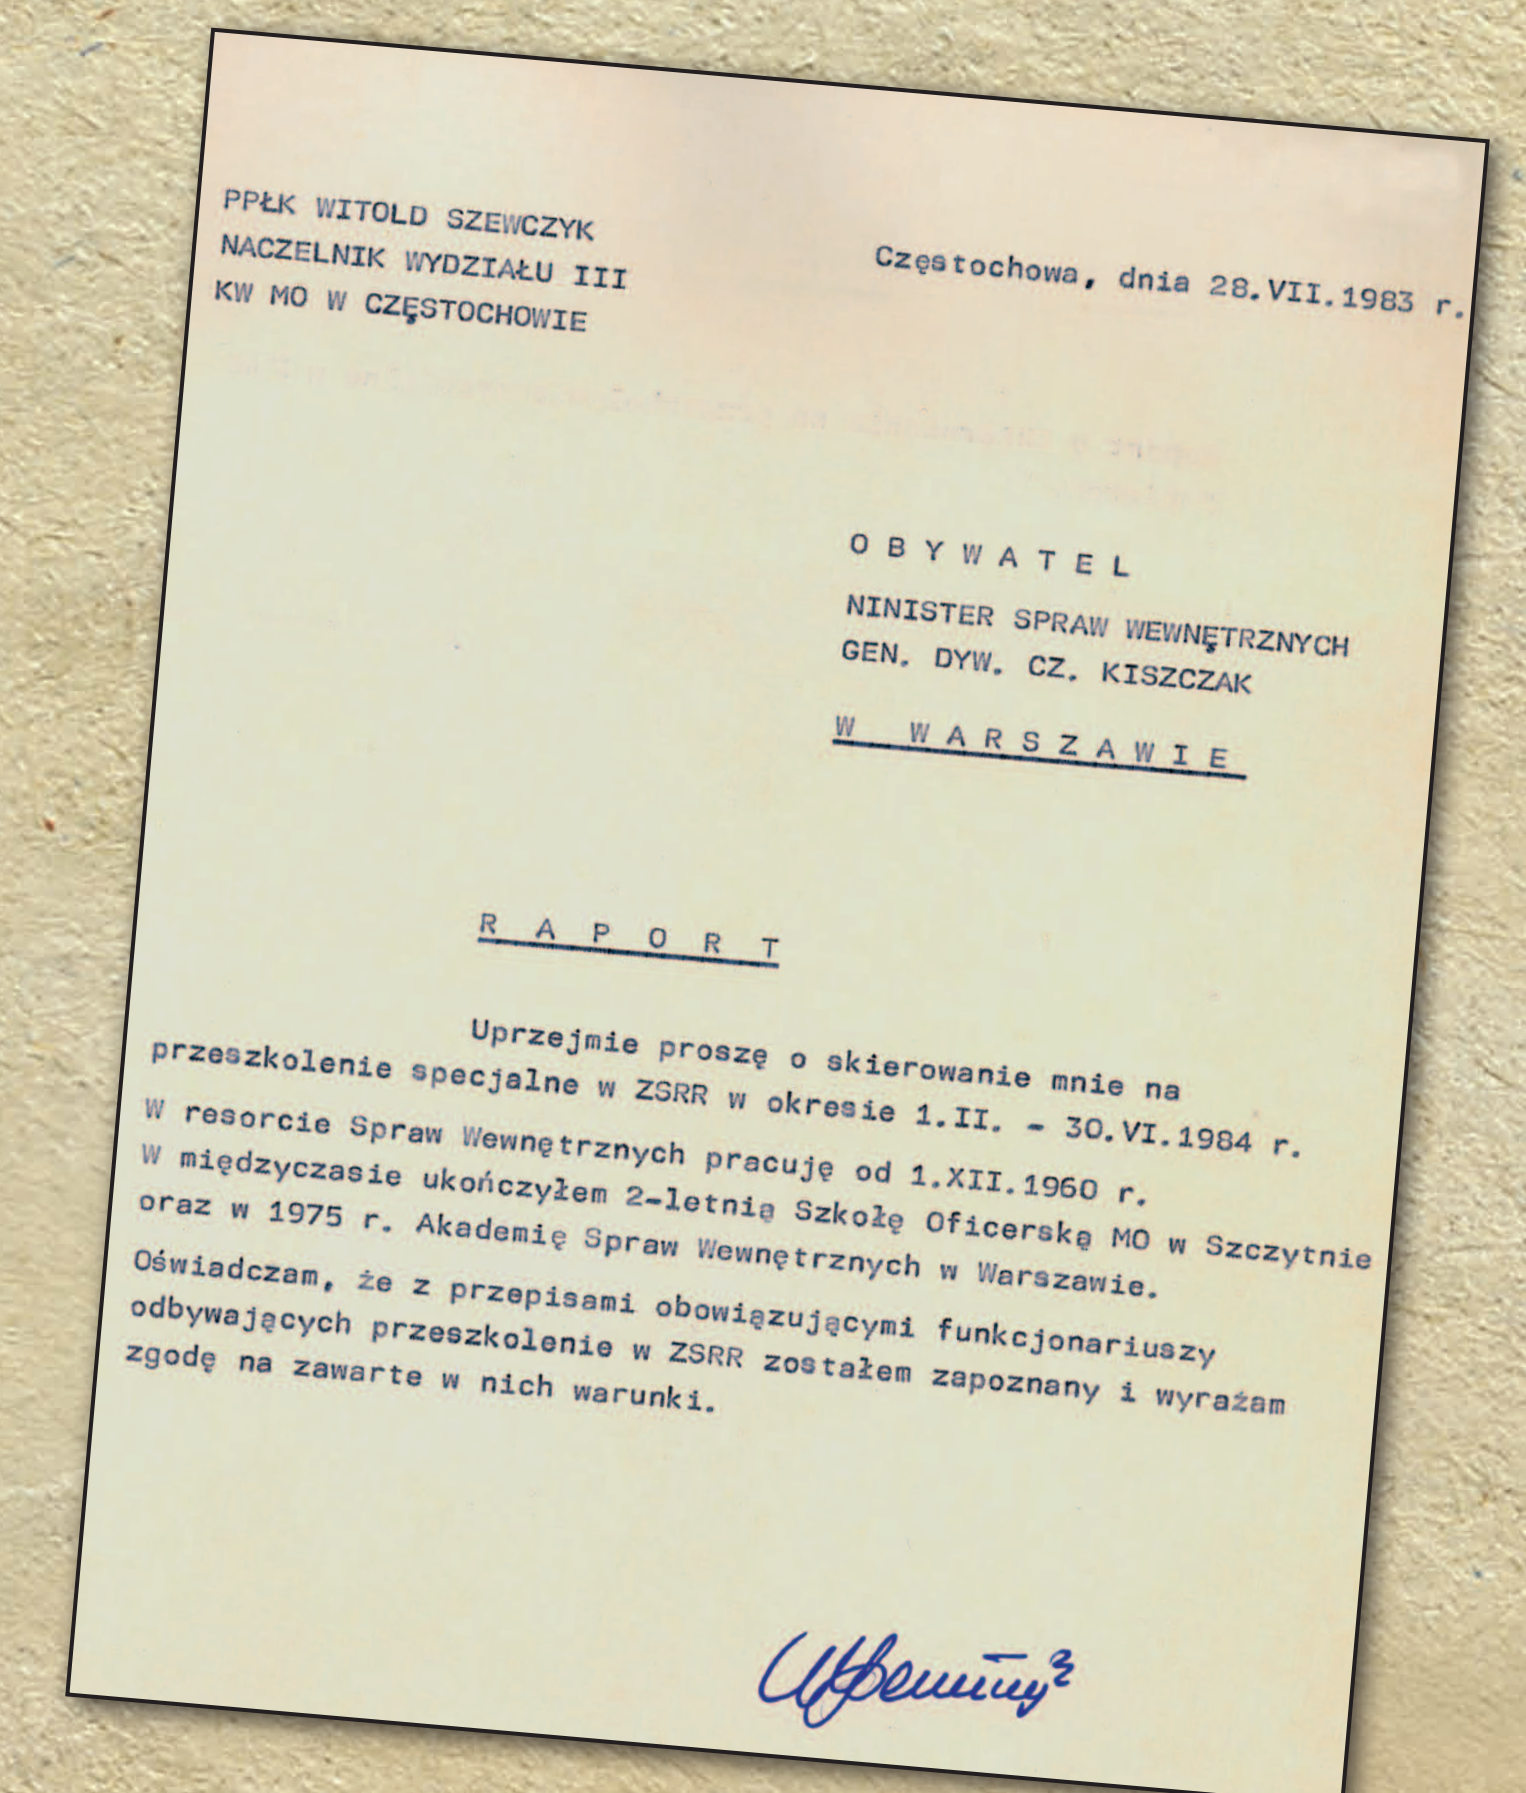 PPŁK WITOLD SZEWCZYK
NACZELNIK WYDZIAŁU III
KW MO W CZĘSTOCHOWIE
Częstochowa, dnia 28.VII.1983 r.
O B Y W A T E L
NINISTER SPRAW WEWNĘTRZNYCH
GEN. DYW. CZ. KISZCZAK
W W A R S Z A W I E
R A P O R T
Uprzejmie proszę o skierowanie mnie na
przeszkolenie specjalne w ZSRR w okresie 1.II. - 30.VI.1984 r.
W resorcie Spraw Wewnętrznych pracuję od 1.XII.1960 r.
W międzyczasie ukończyłem 2-letnią Szkołę Oficerską MO w Szczytnie
oraz w 1975 r. Akademię Spraw Wewnętrznych w Warszawie.
Oświadczam, że z przepisami obowiązującymi funkcjonariuszy
odbywających przeszkolenie w ZSRR zostałem zapoznany i wyrażam
zgodę na zawarte w nich warunki.